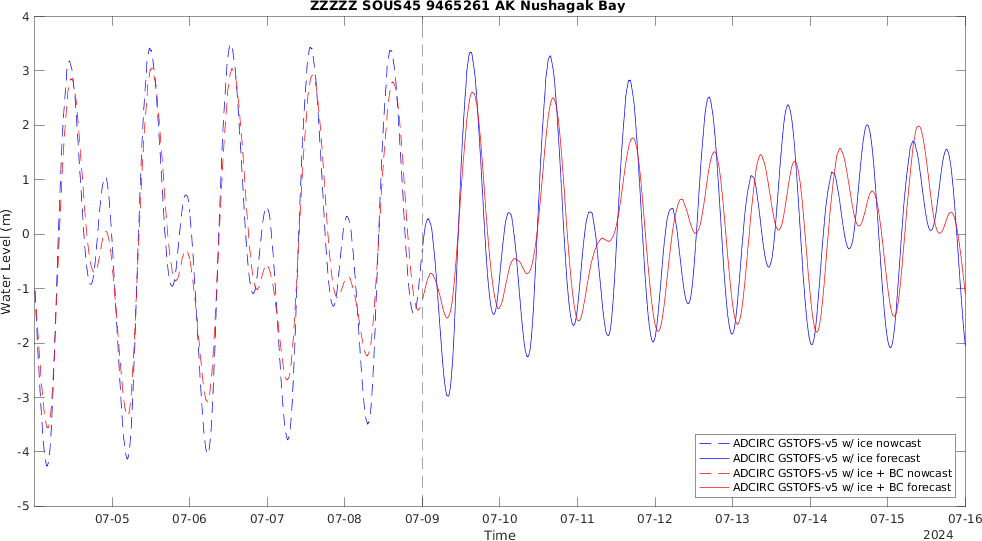 ZZZZZ SOUS45 9465261 AK Nushagak Bay
Water Level (m)
4
3
2
1
0
-1
-2
-3
-4
-5
ADCIRC GSTOFS-v5 w/ ice nowcast
ADCIRC GSTOFS-v5 w/ ice forecast
ADCIRC GSTOFS-v5 w/ ice + BC nowcast
ADCIRC GSTOFS-v5 w/ ice + BC forecast
07-05 07-06 07-07 07-08 07-09 07-10 07-11 07-12 07-13 07-14 07-15 07-16
Time
2024